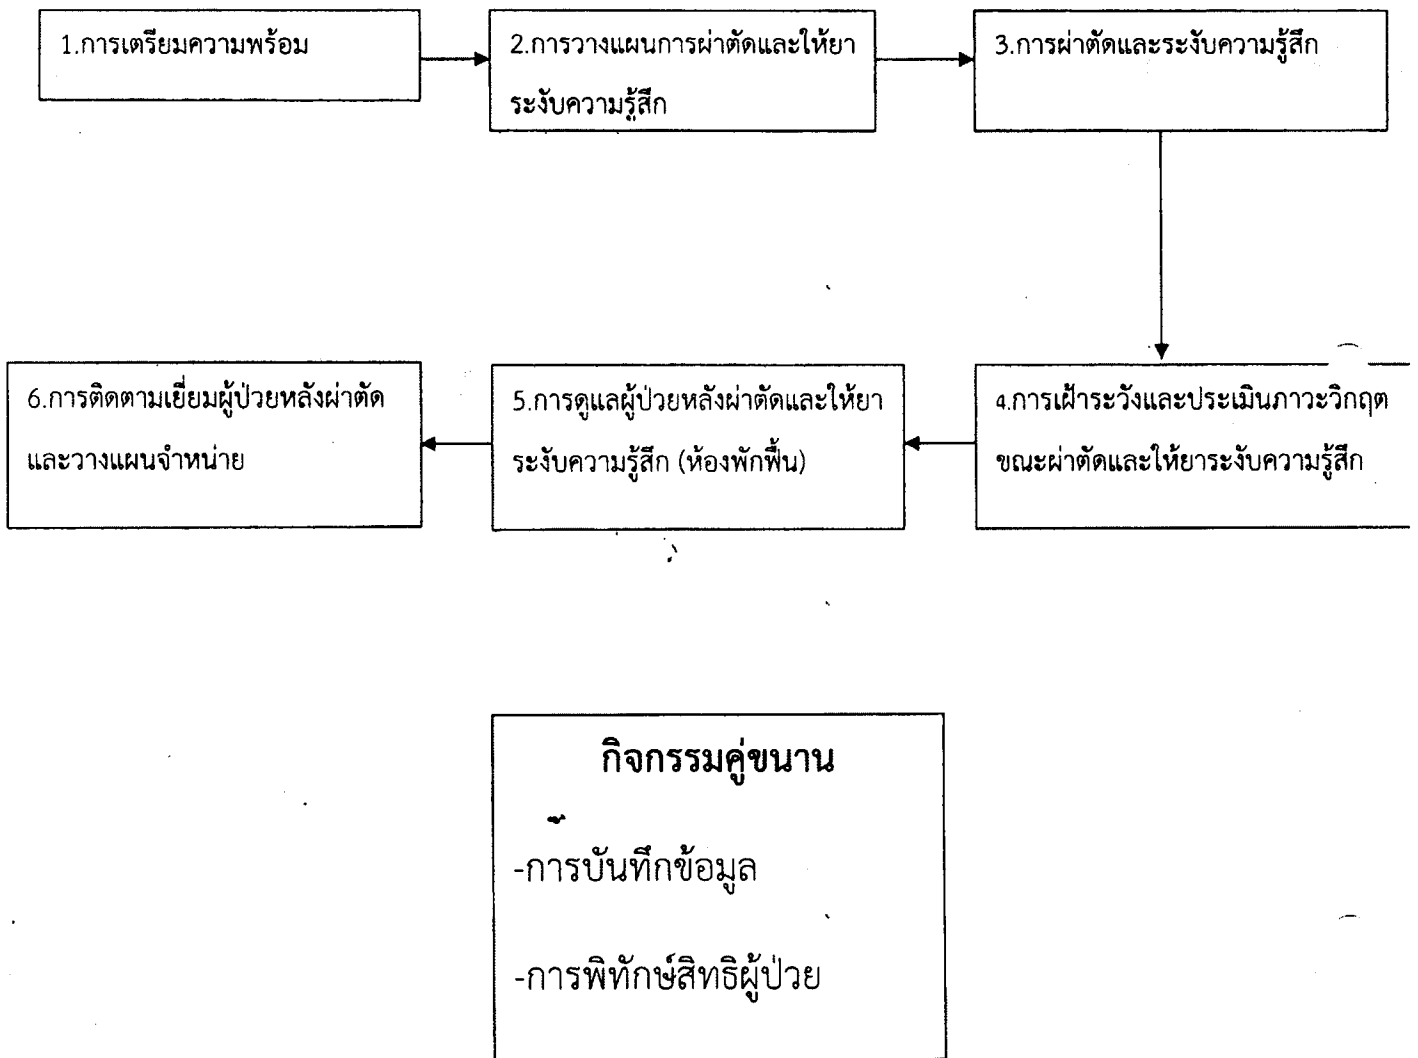 1.การเตรียมความพร้อม
2.การวางแผนการผ่าตัดและให้ยา
ระงับความรู้สึก
3.การผ่าตัดและระงับความรู้สึก
4.การเฝ้าระวังและประเมินภาวะวิกฤต
ขณะผ่าตัดและให้ยาระงับความรู้สึก
5.การดูแลผู้ป่วยหลังผ่าตัดและให้ยา
ระงับความรู้สึก (ห้องพักฟื้น)
6.การติดตามเยี่ยมผู้ป่วยหลังผ่าตัด
และวางแผนจำหน่าย
กิจกรรมคู่ขนาน
-การบันทึกข้อมูล
-การพิทักษ์สิทธิผู้ป่วย